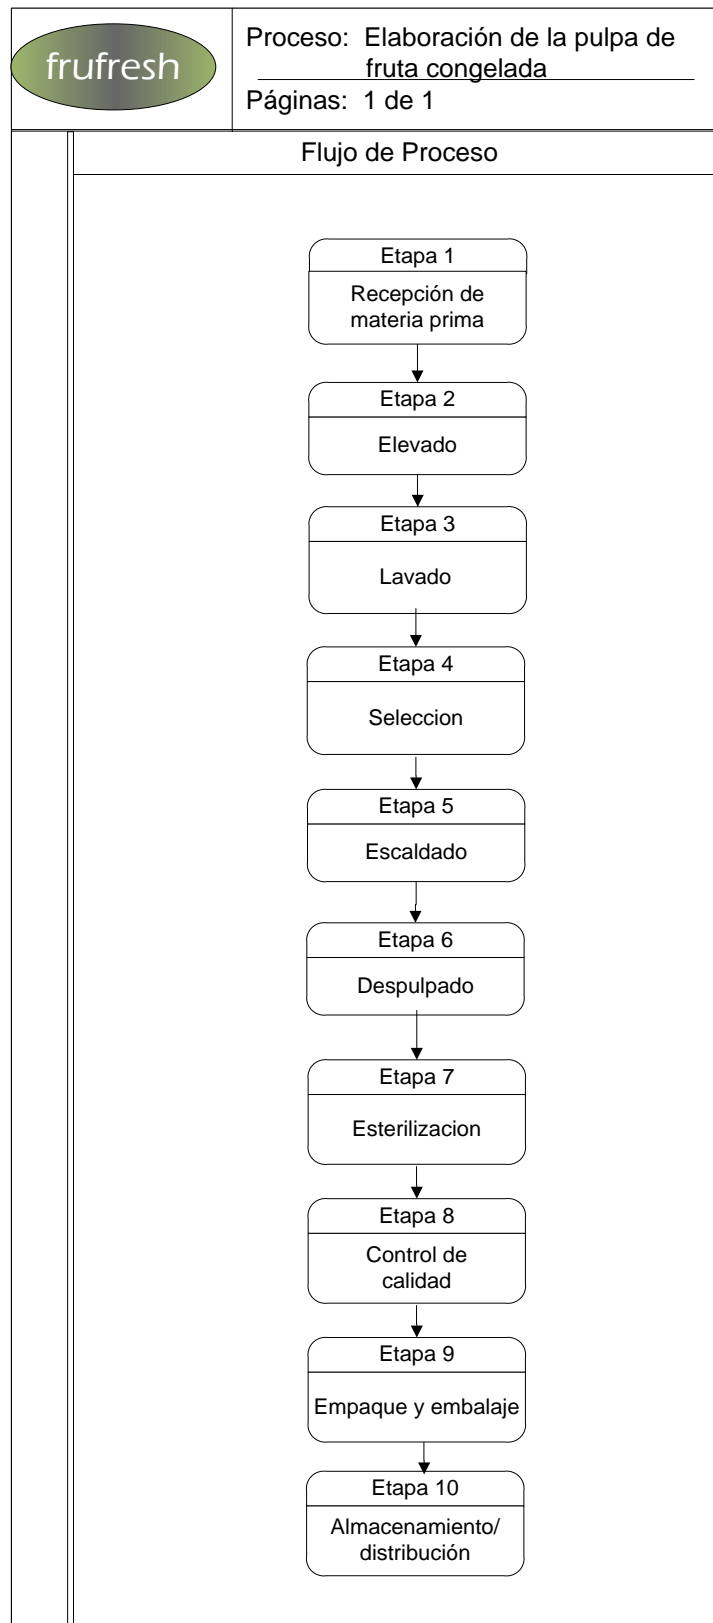 frufresh
Proceso: Elaboración de la pulpa de
fruta congelada
Páginas: 1 de 1
Flujo de Proceso
Etapa 1
Recepción de
materia prima
Etapa 2
Elevado
Etapa 3
Lavado
Etapa 4
Seleccion
Etapa 5
Escaldado
Etapa 6
Despulpado
Etapa 7
Esterilizacion
Etapa 8
Control de
calidad
Etapa 9
Empaque y embalaje
Etapa 10
Almacenamiento/
distribución